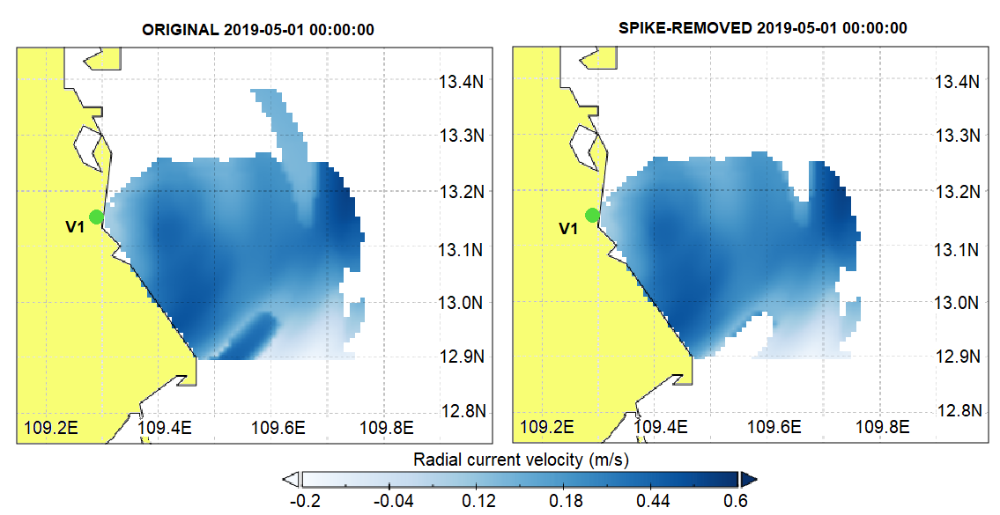 ORIGINAL 2019-05-01 00:00:00
SPIKE-REMOVED 2019-05-01 00:00:00
13.4N
13.3N
13.2N
V1
13.1N
13.0N
12.9N
12.8N
109.2E 109.4E 109.6E 109.8E
13.4N
13.3N
13.2N
V1
13.1N
13.0N
12.9N
12.8N
109.2E 109.4E 109.6E 109.8E
Radial current velocity (m/s)
-0.2 -0.04 0.12 0.18 0.44 0.6